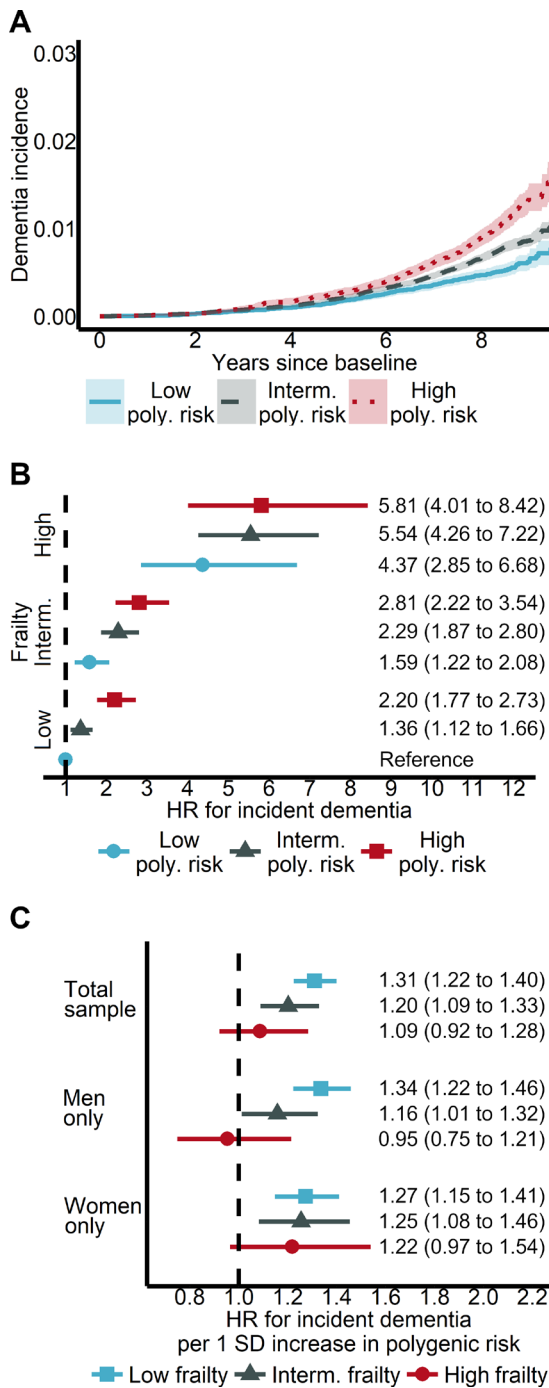 A
0.03
0.02
0.01
0.00
Dementia incidence
0 2 4 6 8
Years since baseline
Low poly. risk
Interm. poly. risk
High poly. risk
B
Frailty
High
Interm.
Low
5.81 (4.01 to 8.42)
5.54 (4.26 to 7.22)
4.37 (2.85 to 6.68)
2.81 (2.22 to 3.54)
2.29 (1.87 to 2.80)
1.59 (1.22 to 2.08)
2.20 (1.77 to 2.73)
1.36 (1.12 to 1.66)
Reference
1 2 3 4 5 6 7 8 9 10 11 12
HR for incident dementia
Low poly. risk
Interm. poly. risk
High poly. risk
C
Total sample
1.31 (1.22 to 1.40)
1.20 (1.09 to 1.33)
1.09 (0.92 to 1.28)
Men only
1.34 (1.22 to 1.46)
1.16 (1.01 to 1.32)
0.95 (0.75 to 1.21)
Women only
1.27 (1.15 to 1.41)
1.25 (1.08 to 1.46)
1.22 (0.97 to 1.54)
0.8 1.0 1.2 1.4 1.6 1.8 2.0 2.2
HR for incident dementia
per 1 SD increase in polygenic risk
Low frailty
Interm. frailty
High frailty